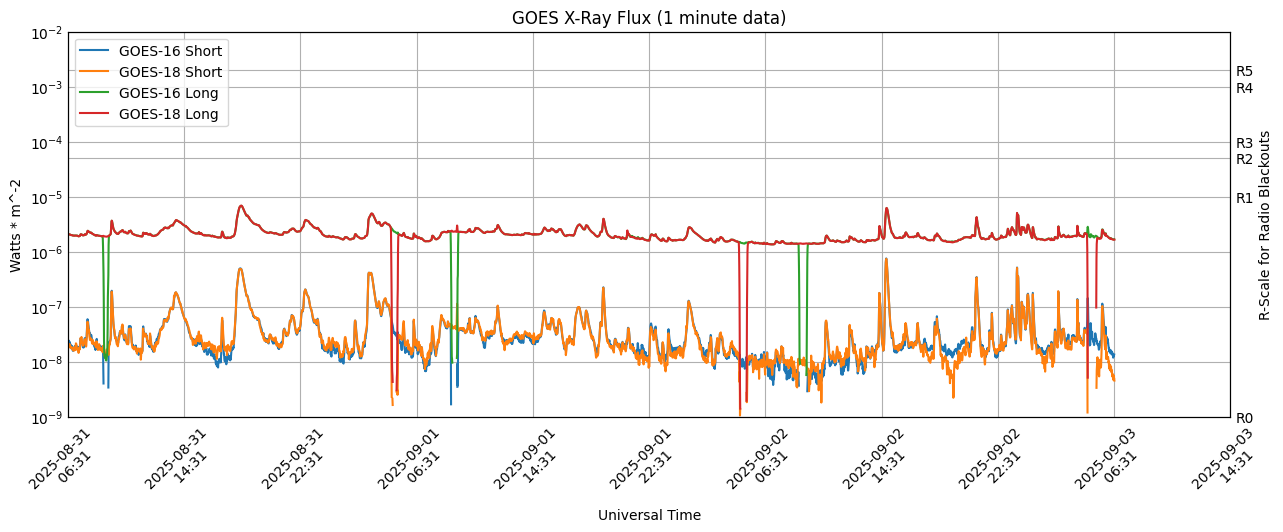 GOES X-Ray Flux (1 minute data)
GOES-16 Short
GOES-18 Short
GOES-16 Long
GOES-18 Long
10^-2
10^-3
10^-4
10^-5
10^-6
10^-7
10^-8
10^-9
Watts * m^-2
R5
R4
R3
R2
R1
R0
R-Scale for Radio Blackouts
2025-08-31
06:31
2025-08-31
14:31
2025-08-31
22:31
2025-09-01
06:31
2025-09-01
14:31
2025-09-01
22:31
2025-09-02
06:31
2025-09-02
14:31
2025-09-02
22:31
2025-09-03
06:31
2025-09-03
14:31
Universal Time